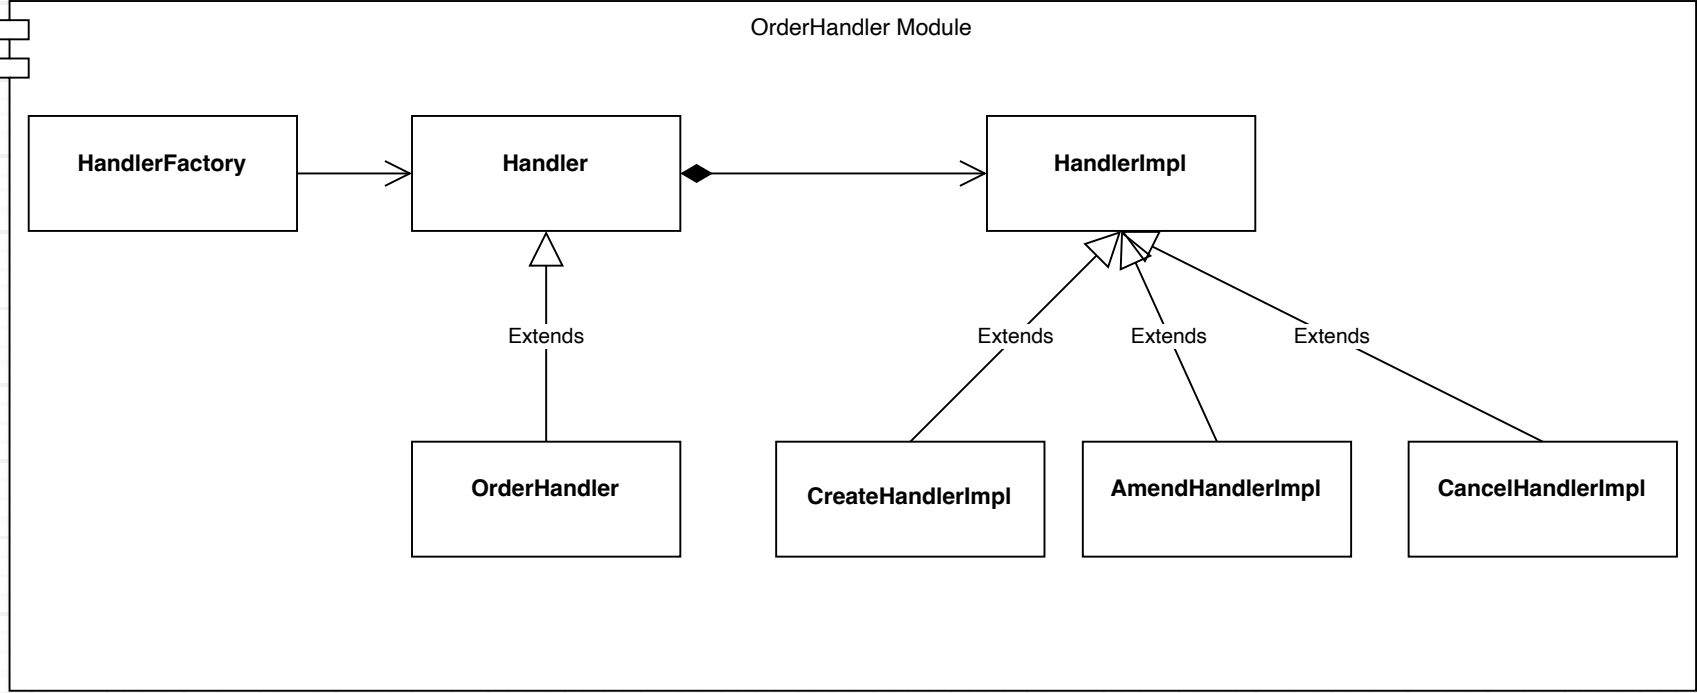 OrderHandler Module
HandlerFactory
Handler
HandlerImpl
Extends
Extends
Extends
Extends
OrderHandler
CreateHandlerImpl
AmendHandlerImpl
CancelHandlerImpl